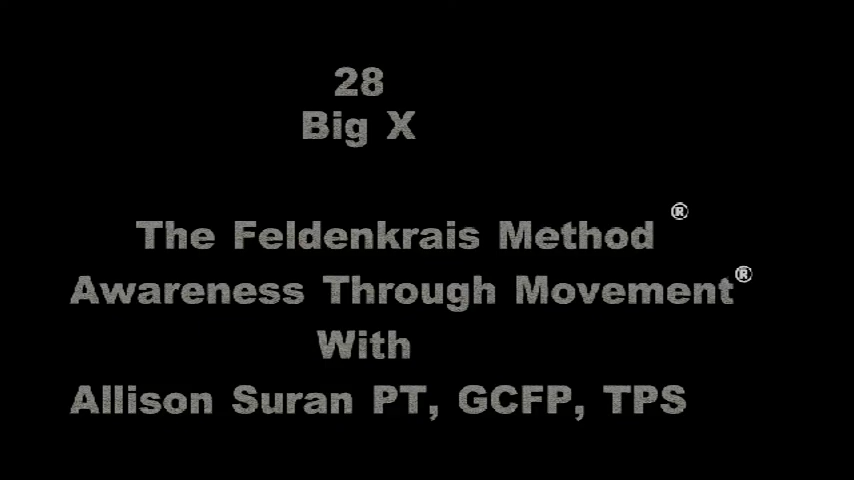 28
Big X
The Feldenkrais Method ®
Awareness Through Movement®
With
Allison Suran PT, GCFP, TPS